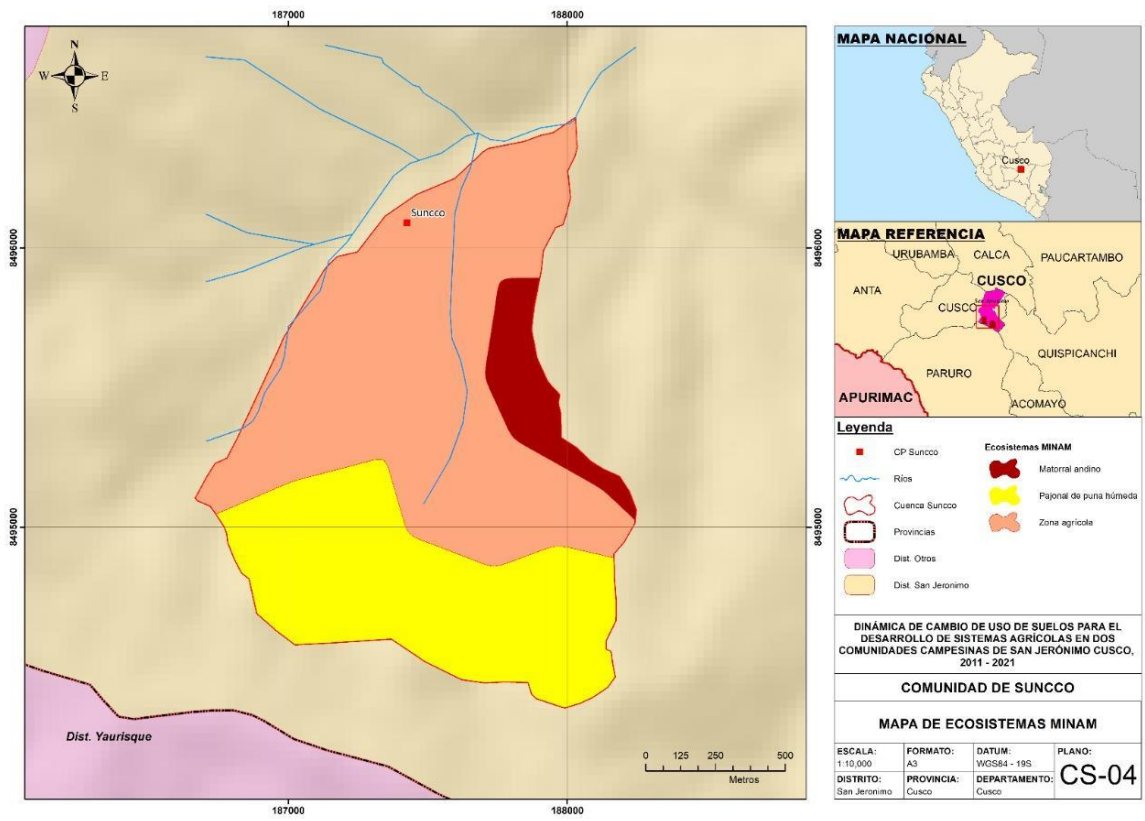 187000
188000
N
W
E
S
8496000
8496000
Suncco
8495000
8495000
Dist. Yaurisque
0 125 250 500
Metros
187000
188000
MAPA NACIONAL
Cusco
MAPA REFERENCIA
URUBAMBA
CALCA
PAUCARTAMBO
CUSCO
ANTA
CUSCO
QUISPICANCHI
PARURO
APURIMAC
ACOMAYO
Leyenda
CP Suncco
Ríos
Cuenca Suncco
Provincias
Dist. Otros
Dist. San Jeronimo
Ecosistemas MINAM
Matorral andino
Pajonal de puna húmeda
Zona agrícola
DINÁMICA DE CAMBIO DE USO DE SUELOS PARA EL
DESARROLLO DE SISTEMAS AGRÍCOLAS EN DOS
COMUNIDADES CAMPESINAS DE SAN JERÓNIMO CUSCO,
2011 - 2021
COMUNIDAD DE SUNCCO
MAPA DE ECOSISTEMAS MINAM
ESCALA:
1:10,000
FORMATO:
A3
DATUM:
WGS84 - 19S
PLANO:
CS-04
DISTRITO:
San Jeronimo
PROVINCIA:
Cusco
DEPARTAMENTO:
Cusco